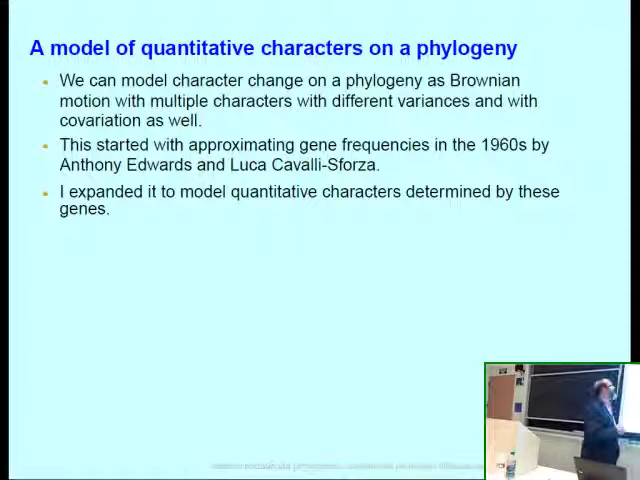 A model of quantitative characters on a phylogeny
We can model character change on a phylogeny as Brownian
motion with multiple characters with different variances and with
covariation as well.
This started with approximating gene frequencies in the 1960s by
Anthony Edwards and Luca Cavalli-Sforza.
I expanded it to model quantitative characters determined by these
genes.